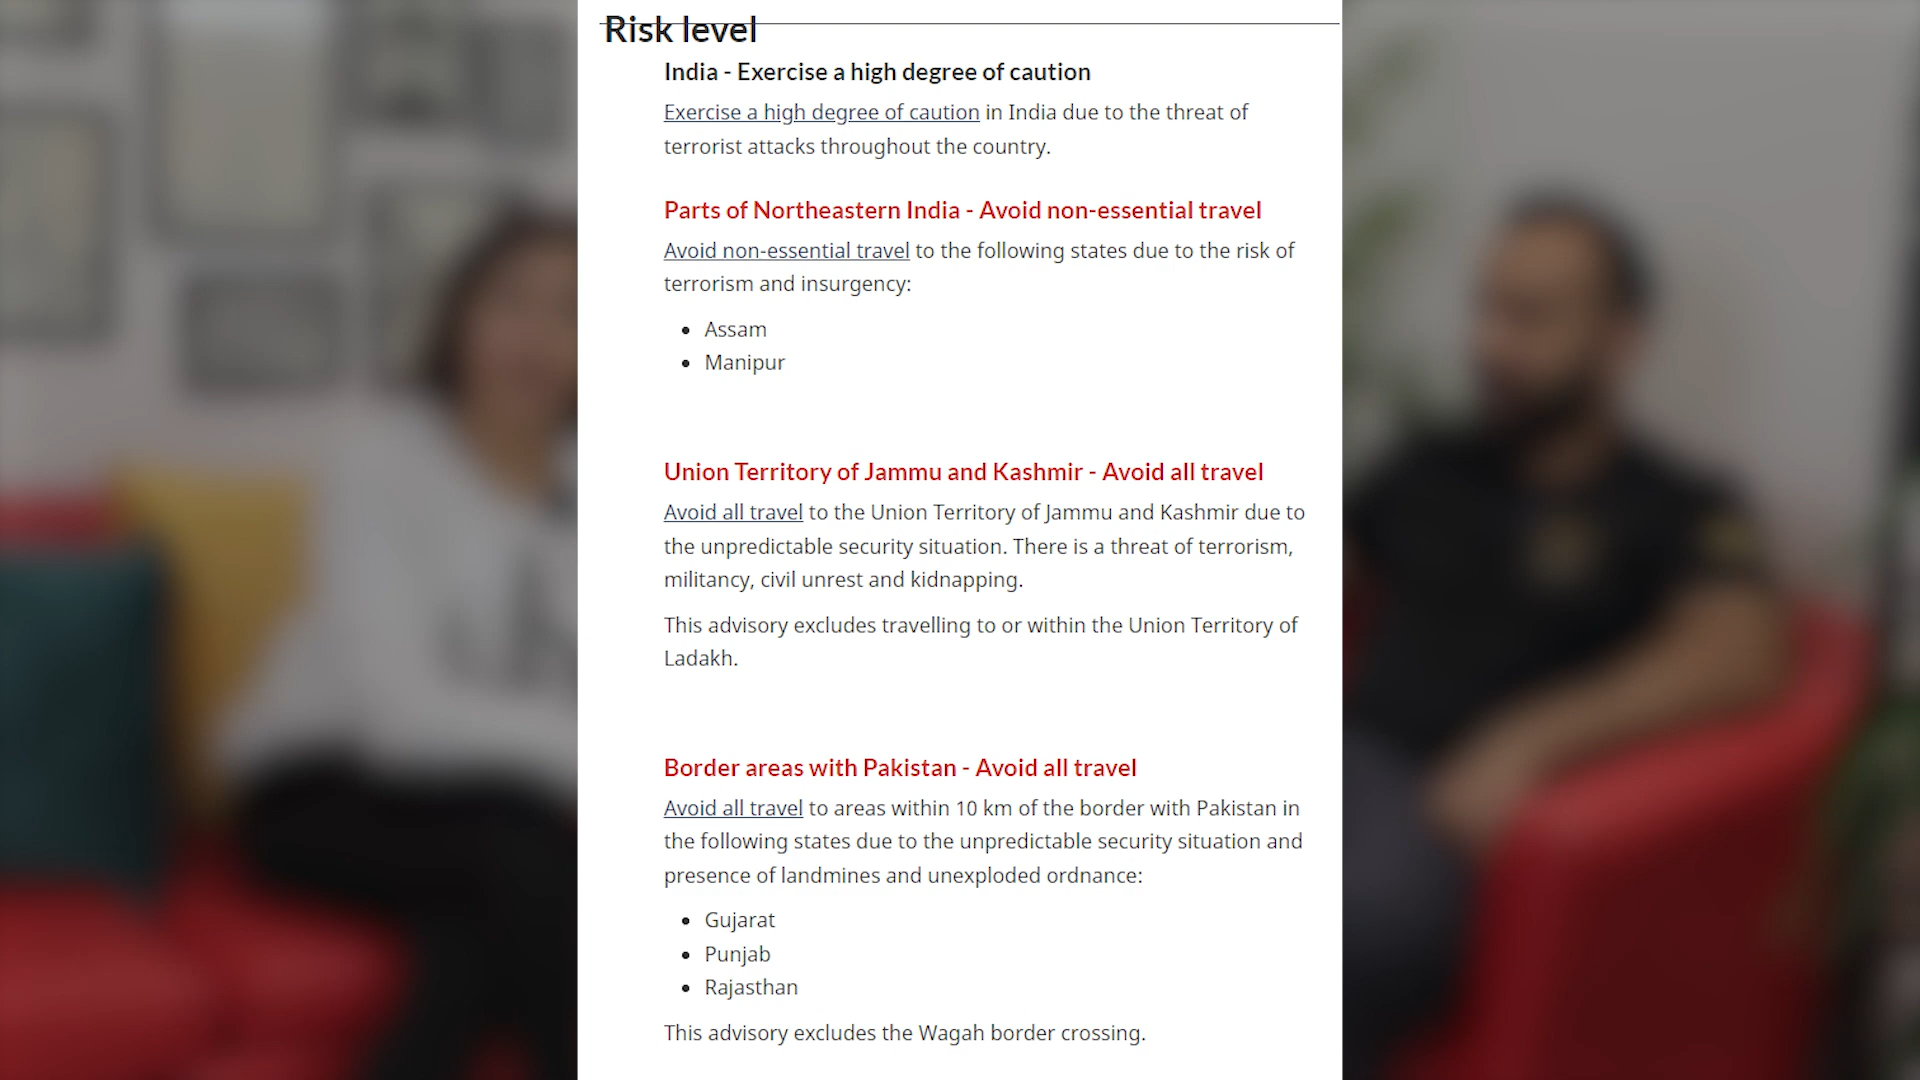 Risk level
India - Exercise a high degree of caution
Exercise a high degree of caution in India due to the threat of
terrorist attacks throughout the country.
Parts of Northeastern India - Avoid non-essential travel
Avoid non-essential travel to the following states due to the risk of
terrorism and insurgency:
• Assam
• Manipur
Union Territory of Jammu and Kashmir - Avoid all travel
Avoid all travel to the Union Territory of Jammu and Kashmir due to
the unpredictable security situation. There is a threat of terrorism,
militancy, civil unrest and kidnapping.
This advisory excludes travelling to or within the Union Territory of
Ladakh.
Border areas with Pakistan - Avoid all travel
Avoid all travel to areas within 10 km of the border with Pakistan in
the following states due to the unpredictable security situation and
presence of landmines and unexploded ordnance:
• Gujarat
• Punjab
• Rajasthan
This advisory excludes the Wagah border crossing.